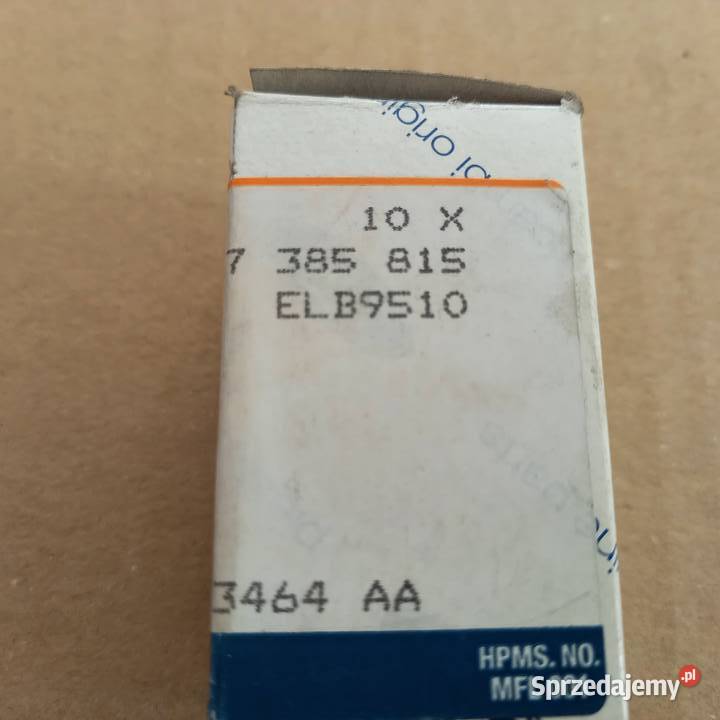 10 X
7 385 815
ELB9510
3464 AA
HPMS. NO.
Sprzedajemy.pl